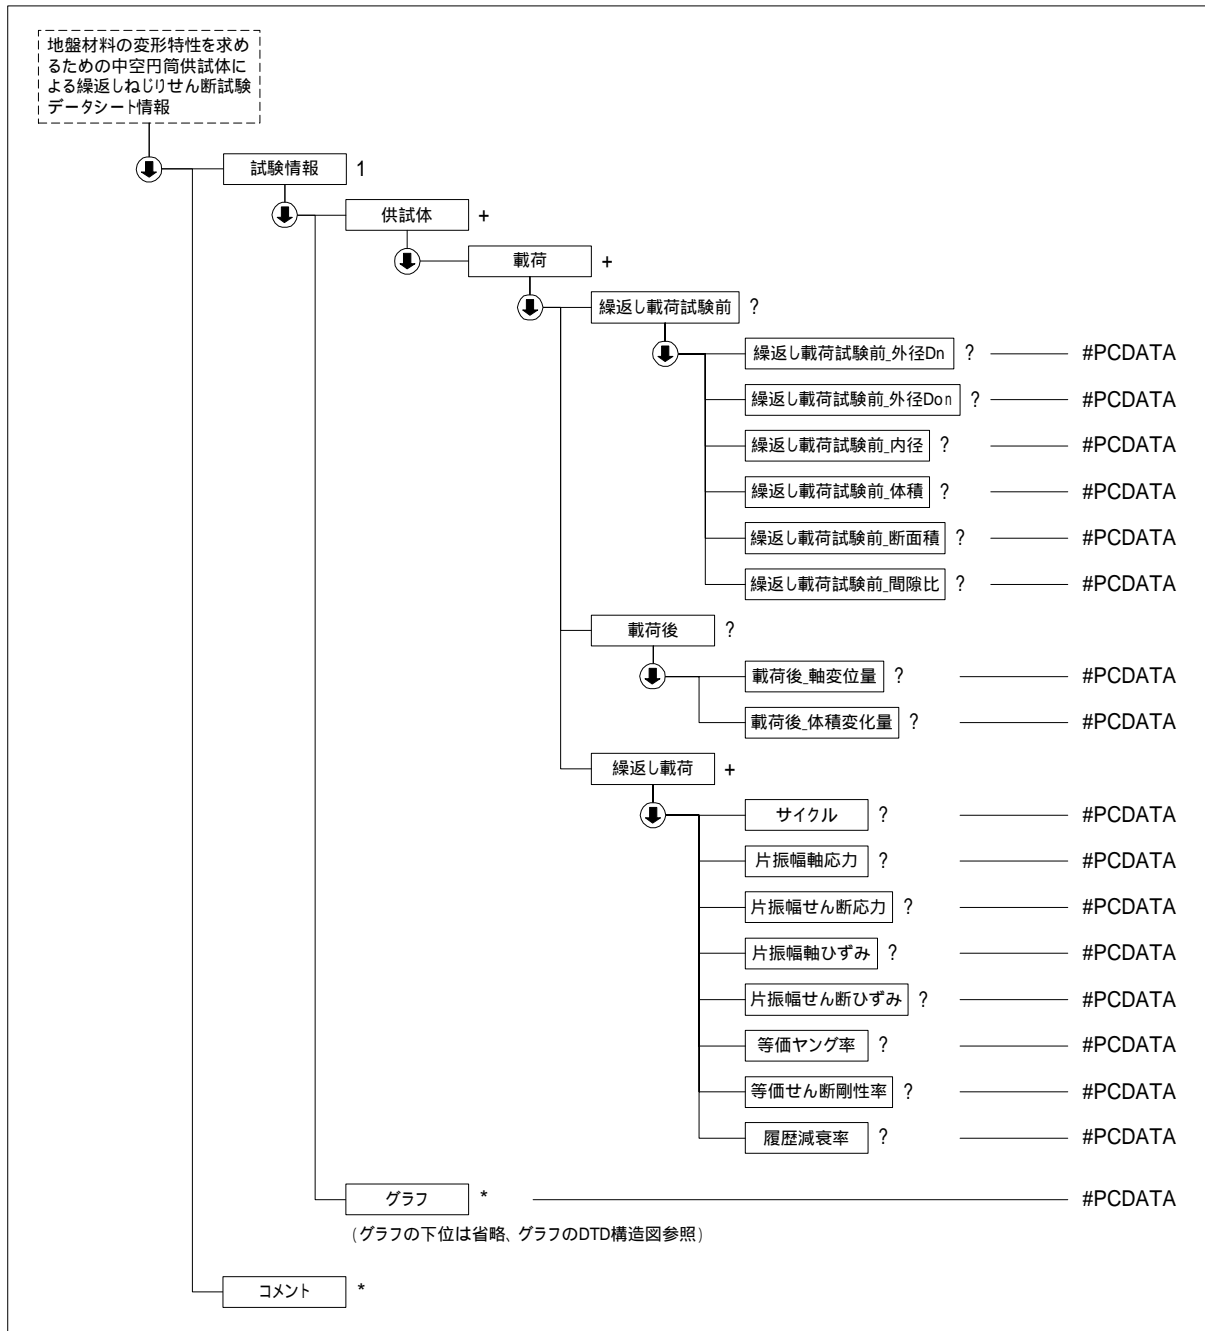 地盤材料の変形特性を求め
るための中空円筒供試体に
よる繰返しねじりせん断試験
データシート情報
試験情報 1
供試体 +
載荷 +
繰返し載荷試験前 ?
繰返し載荷試験前_外径Dn ? #PCDATA
繰返し載荷試験前_外径Don ? #PCDATA
繰返し載荷試験前_内径 ? #PCDATA
繰返し載荷試験前_体積 ? #PCDATA
繰返し載荷試験前_断面積 ? #PCDATA
繰返し載荷試験前_間隙比 ? #PCDATA
載荷後 ?
載荷後_軸変位量 ? #PCDATA
載荷後_体積変化量 ? #PCDATA
繰返し載荷 +
サイクル ? #PCDATA
片振幅軸応力 ? #PCDATA
片振幅せん断応力 ? #PCDATA
片振幅軸ひずみ ? #PCDATA
片振幅せん断ひずみ ? #PCDATA
等価ヤング率 ? #PCDATA
等価せん断剛性率 ? #PCDATA
履歴減衰率 ? #PCDATA
グラフ * #PCDATA
(グラフの下位は省略、グラフのDTD構造図参照)
コメント *